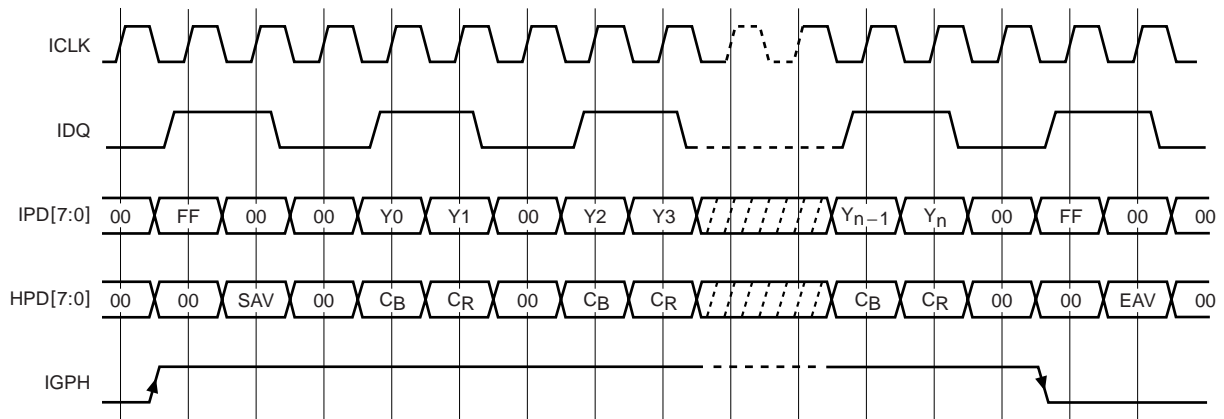 ICLK
IDQ
IPD[7:0] 00 FF 00 00 Y0 Y1 00 Y2 Y3 Yn−1 Yn 00 FF 00 00
HPD[7:0] 00 00 SAV 00 CB CR 00 CB CR CB CR 00 00 EAV 00
IGPH